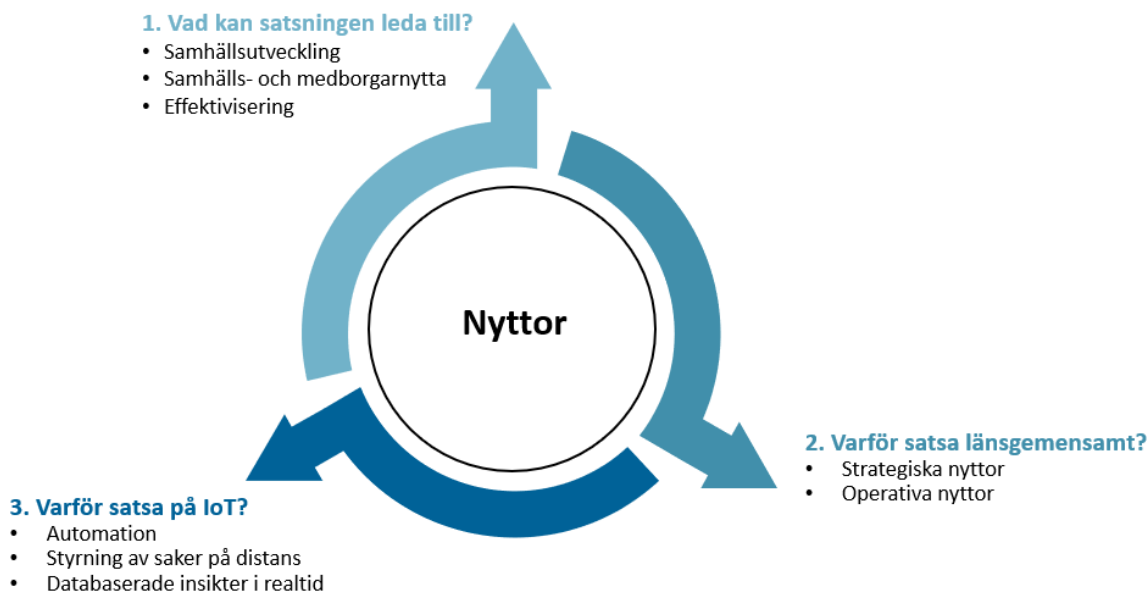 1. Vad kan satsningen leda till?
• Samhällsutveckling
• Samhälls- och medborgarnytta
• Effektivisering
Nyttor
2. Varför satsa länsgemensamt?
• Strategiska nyttor
• Operativa nyttor
3. Varför satsa på IoT?
• Automation
• Styrning av saker på distans
• Databaserade insikter i realtid